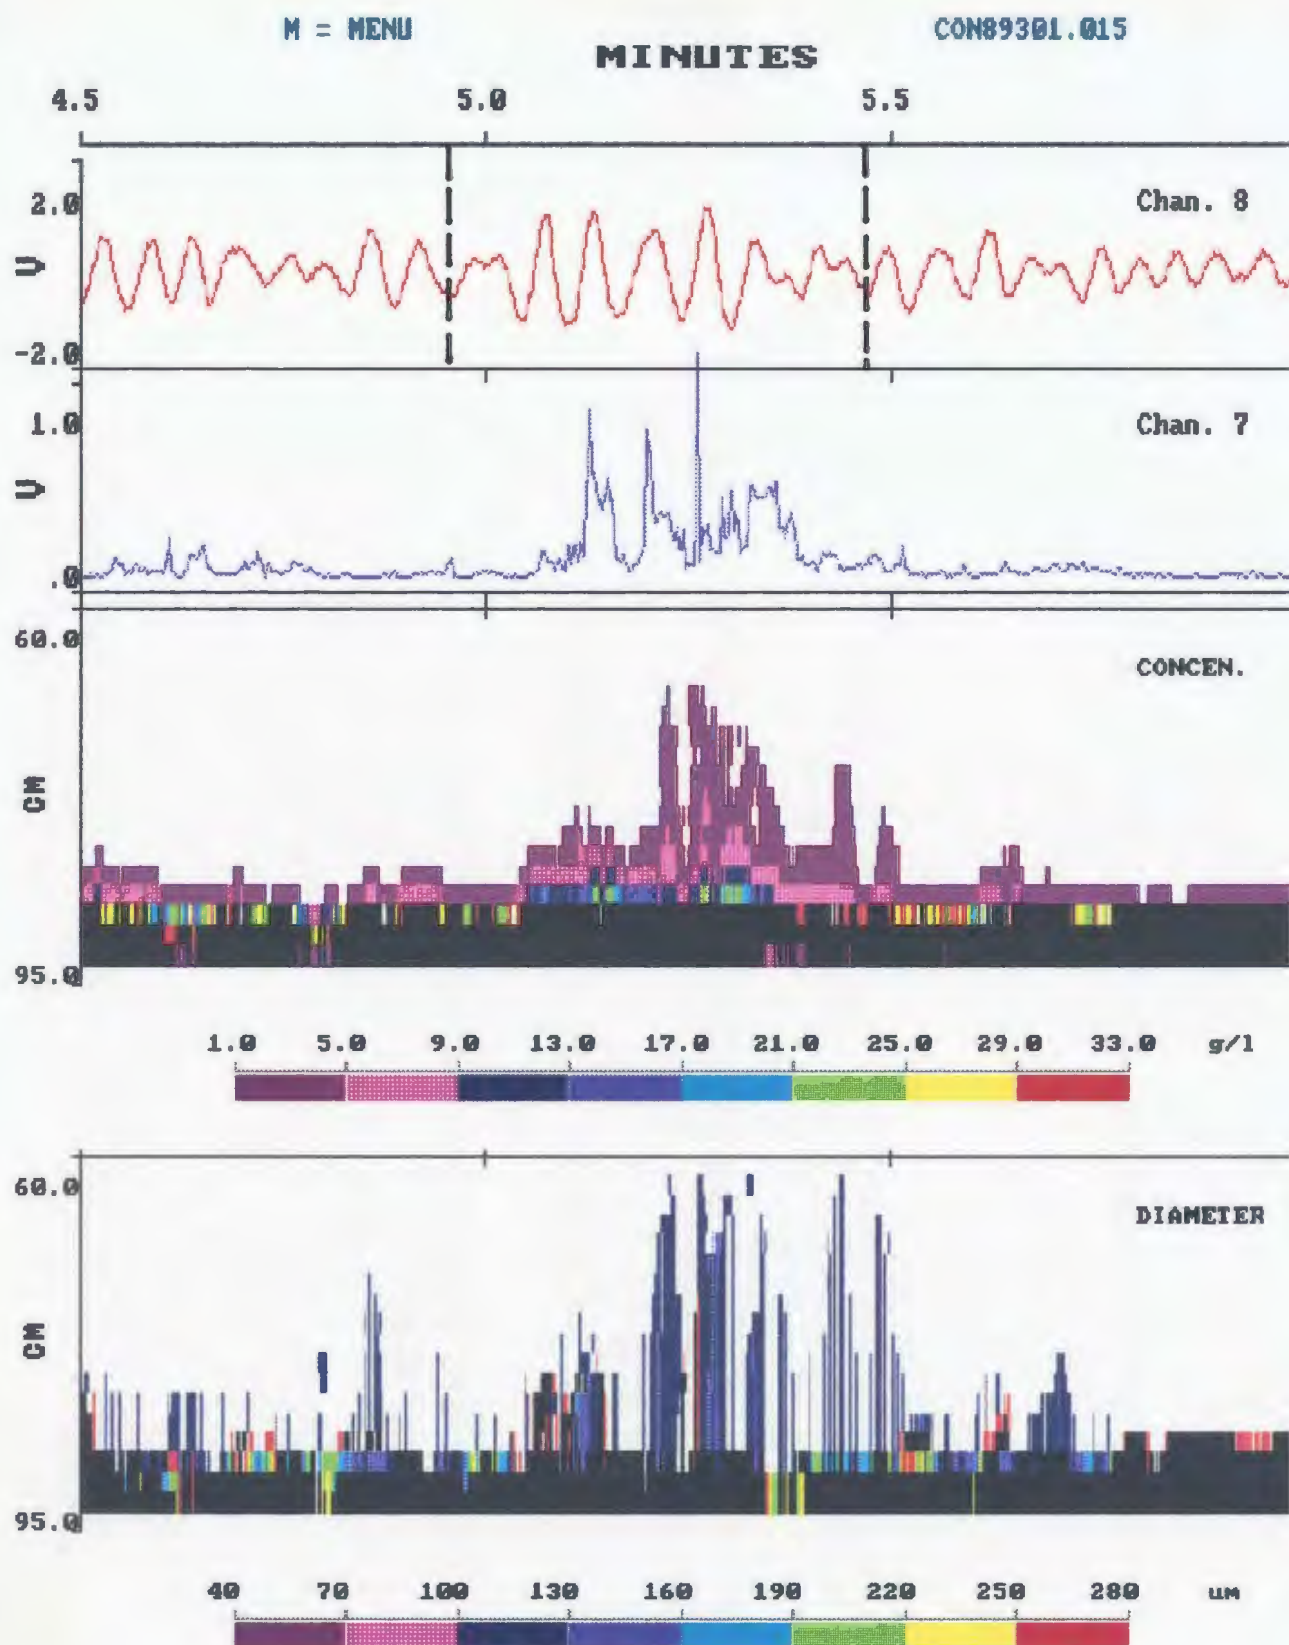 M = MENU CON89301.015
MINUTES
4.5 5.0 5.5
2.0 Chan. 8
V
-2.0
1.0 Chan. 7
V
.0
60.0
CONCEN.
CM
95.0
1.0 5.0 9.0 13.0 17.0 21.0 25.0 29.0 33.0 g/l
60.0
DIAMETER
CM
95.0
40 70 100 130 160 190 220 250 280 um